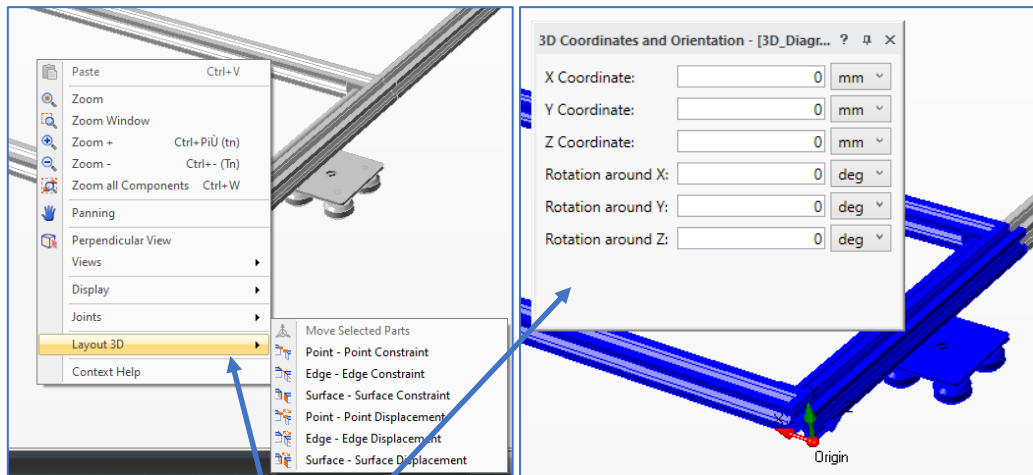 Paste Ctrl+V
Zoom
Zoom Window
Zoom + Ctrl+PiÙ (tn)
Zoom - Ctrl+- (Tn)
Zoom all Components Ctrl+W
Panning
Perpendicular View
Views
Display
Joints
Layout 3D
Context Help
Move Selected Parts
Point - Point Constraint
Edge - Edge Constraint
Surface - Surface Constraint
Point - Point Displacement
Edge - Edge Displacement
Surface - Surface Displacement
3D Coordinates and Orientation - [3D_Diagr... ?
X Coordinate: 0 mm
Y Coordinate: 0 mm
Z Coordinate: 0 mm
Rotation around X: 0 deg
Rotation around Y: 0 deg
Rotation around Z: 0 deg
Origin